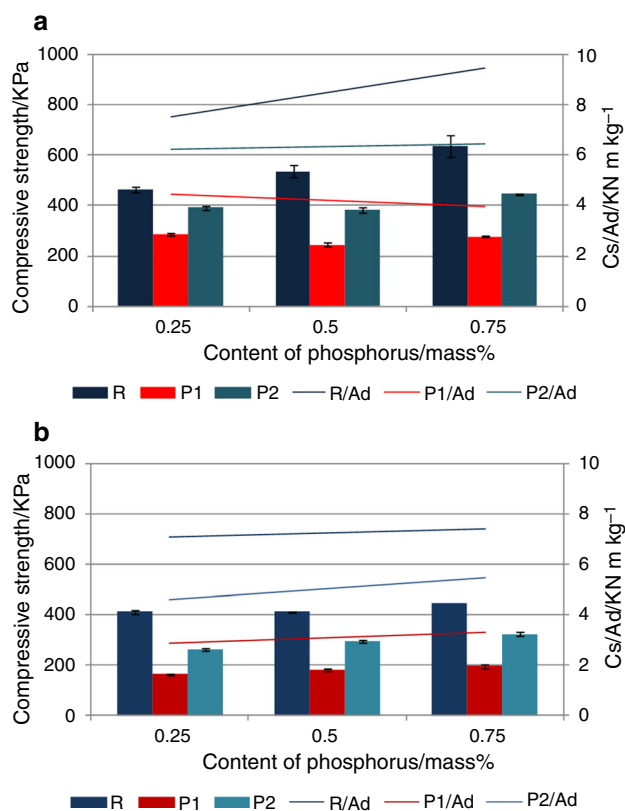 a
1000
800
600
400
200
0
10
8
6
4
2
0
Compressive strength/KPa
Cs/Ad/KN m kg⁻¹
0.25 0.5 0.75
Content of phosphorus/mass%
R P1 P2 R/Ad P1/Ad P2/Ad
b
1000
800
600
400
200
0
10
8
6
4
2
0
Compressive strength/KPa
Cs/Ad/KN m kg⁻¹
0.25 0.5 0.75
Content of phosphorus/mass%
R P1 P2 R/Ad P1/Ad P2/Ad